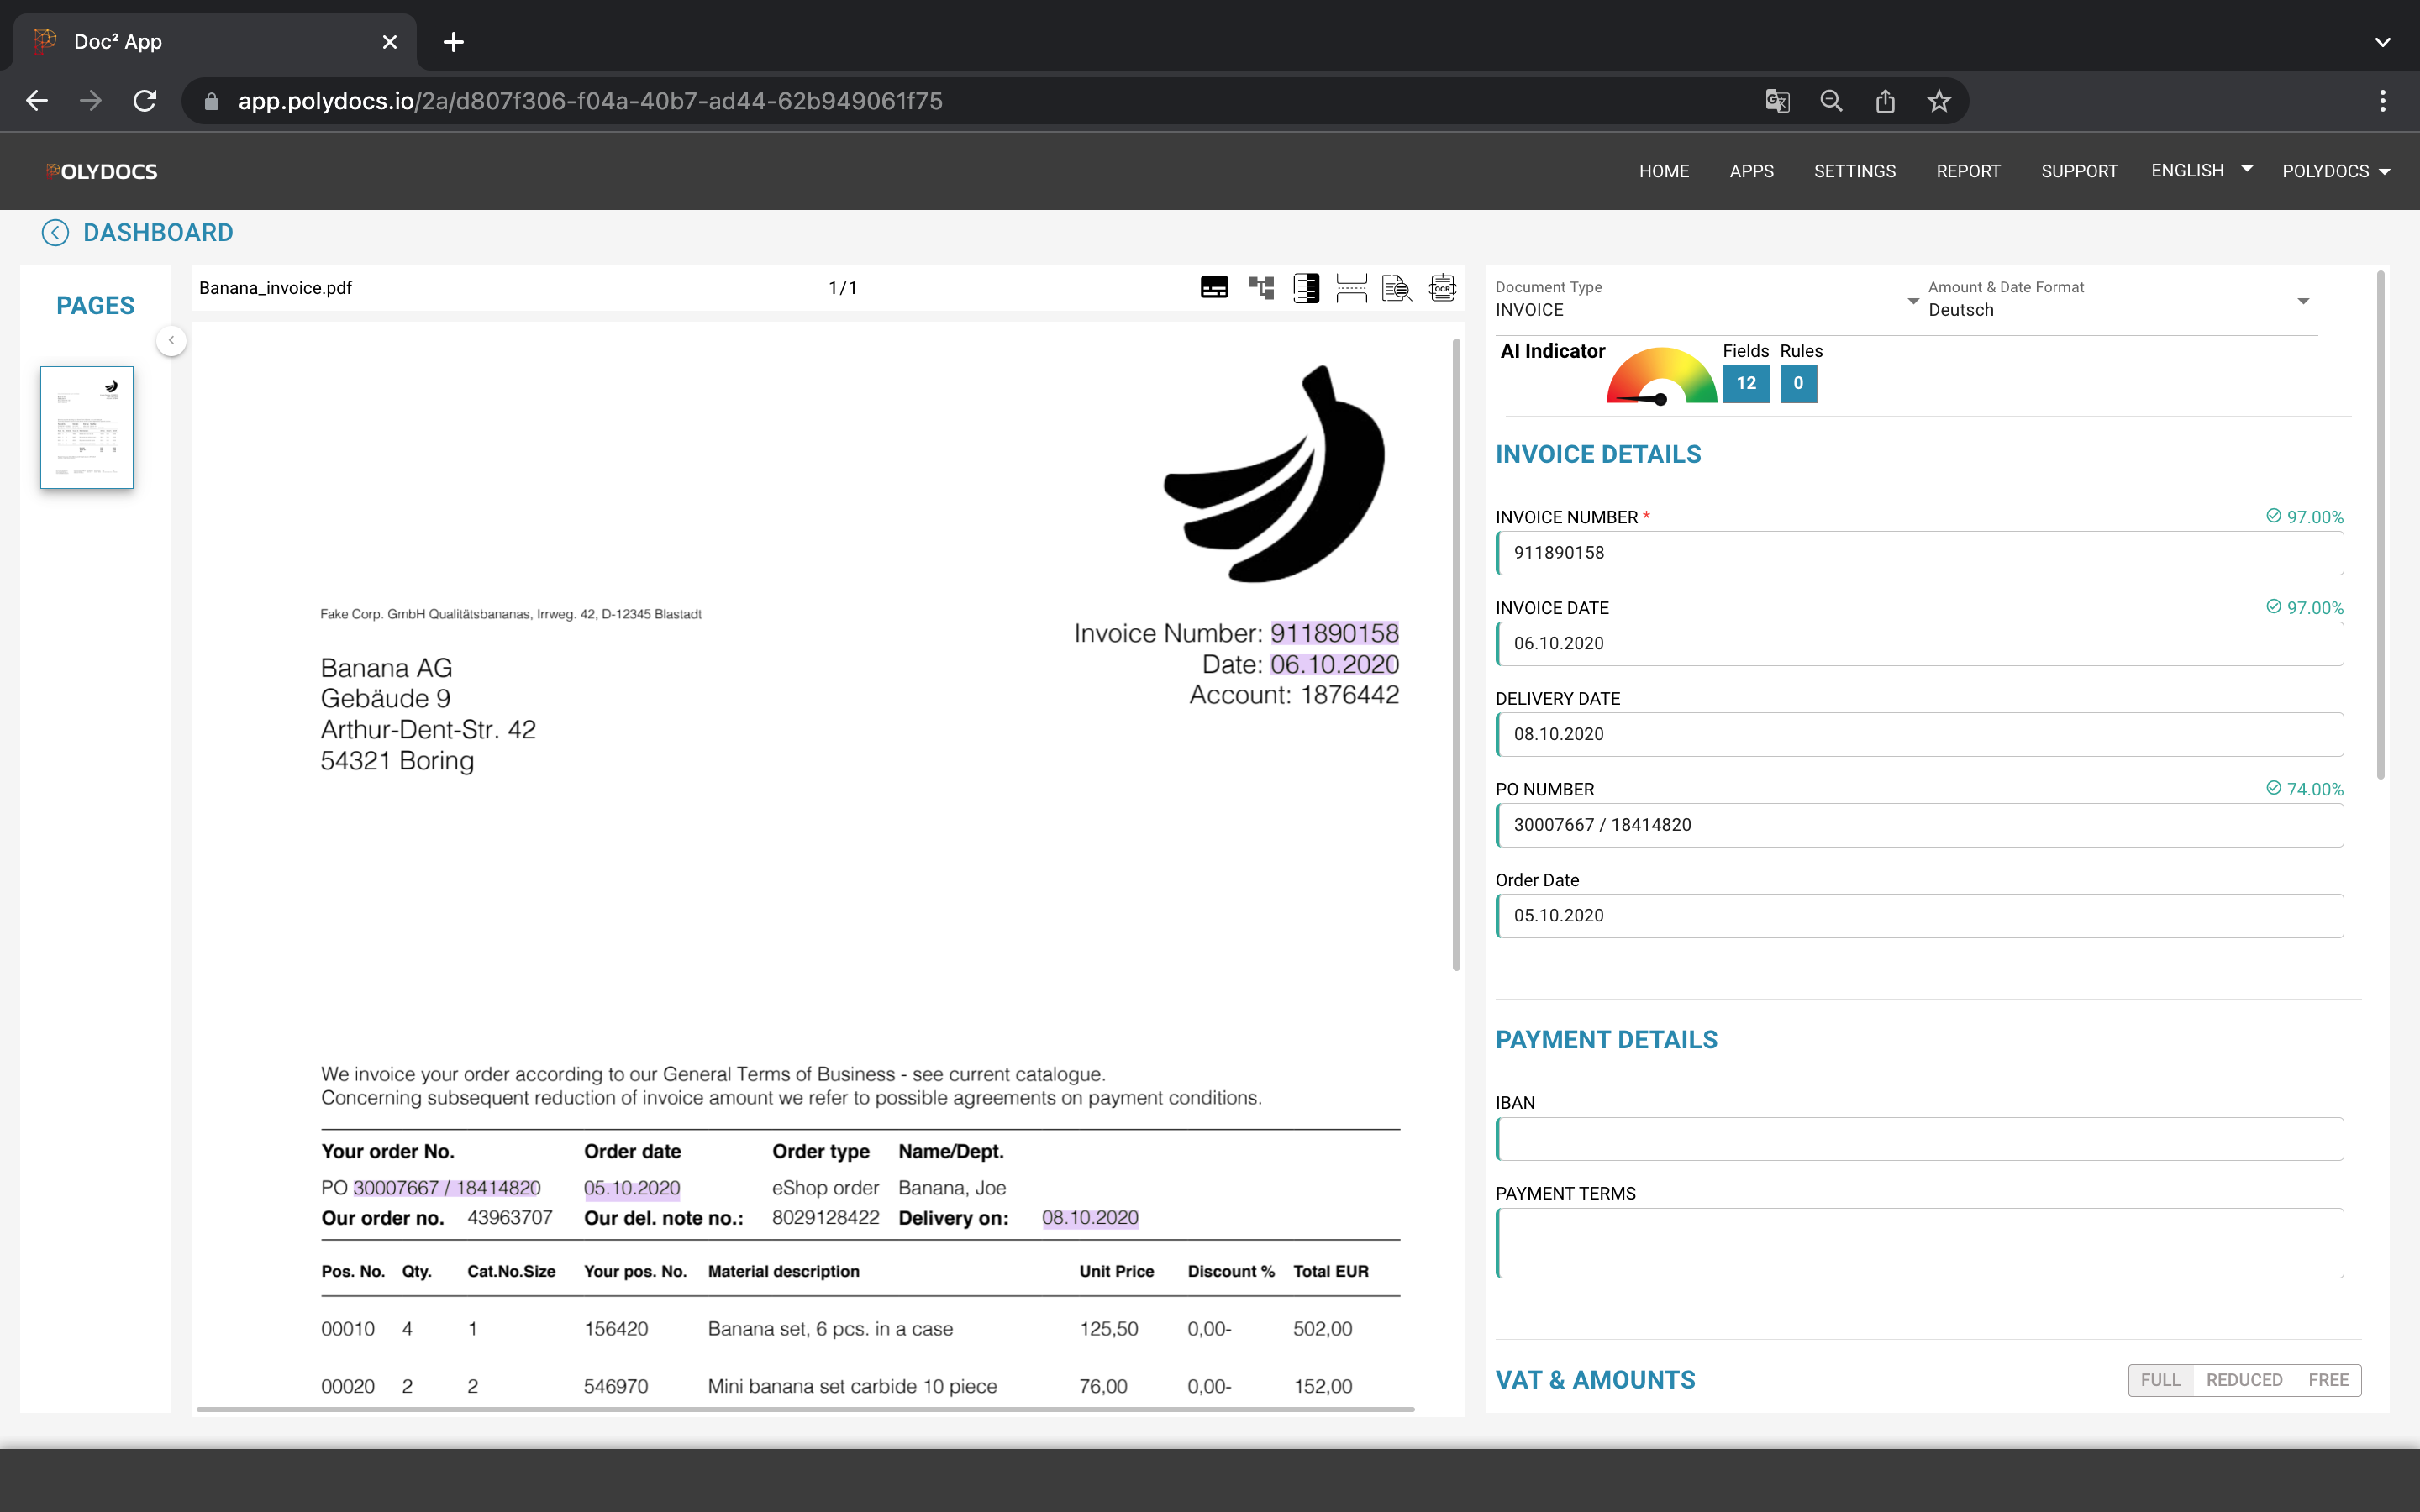 Doc² App
app.polydocs.io/2a/d807f306-f04a-40b7-ad44-62b949061f75
POLYDOCS
HOME APPS SETTINGS REPORT SUPPORT ENGLISH POLYDOCS
DASHBOARD
PAGES
Banana_invoice.pdf 1/1
OCR
Fake Corp. GmbH Qualitätsbananas, Irrweg. 42, D-12345 Blastadt
Invoice Number: 911890158
Date: 06.10.2020
Account: 1876442
Banana AG
Gebäude 9
Arthur-Dent-Str. 42
54321 Boring
We invoice your order according to our General Terms of Business - see current catalogue.
Concerning subsequent reduction of invoice amount we refer to possible agreements on payment conditions.
Your order No. Order date Order type Name/Dept.
PO 30007667 / 18414820 05.10.2020 eShop order Banana, Joe
Our order no. 43963707 Our del. note no.: 8029128422 Delivery on: 08.10.2020
Pos. No. Qty. Cat.No.Size Your pos. No. Material description Unit Price Discount % Total EUR
00010 4 1 156420 Banana set, 6 pcs. in a case 125,50 0,00- 502,00
00020 2 2 546970 Mini banana set carbide 10 piece 76,00 0,00- 152,00
Document Type
INVOICE
Amount & Date Format
Deutsch
AI Indicator
Fields Rules
12 0
INVOICE DETAILS
INVOICE NUMBER * 97.00%
911890158
INVOICE DATE 97.00%
06.10.2020
DELIVERY DATE
08.10.2020
PO NUMBER 74.00%
30007667 / 18414820
Order Date
05.10.2020
PAYMENT DETAILS
IBAN
PAYMENT TERMS
VAT & AMOUNTS FULL REDUCED FREE